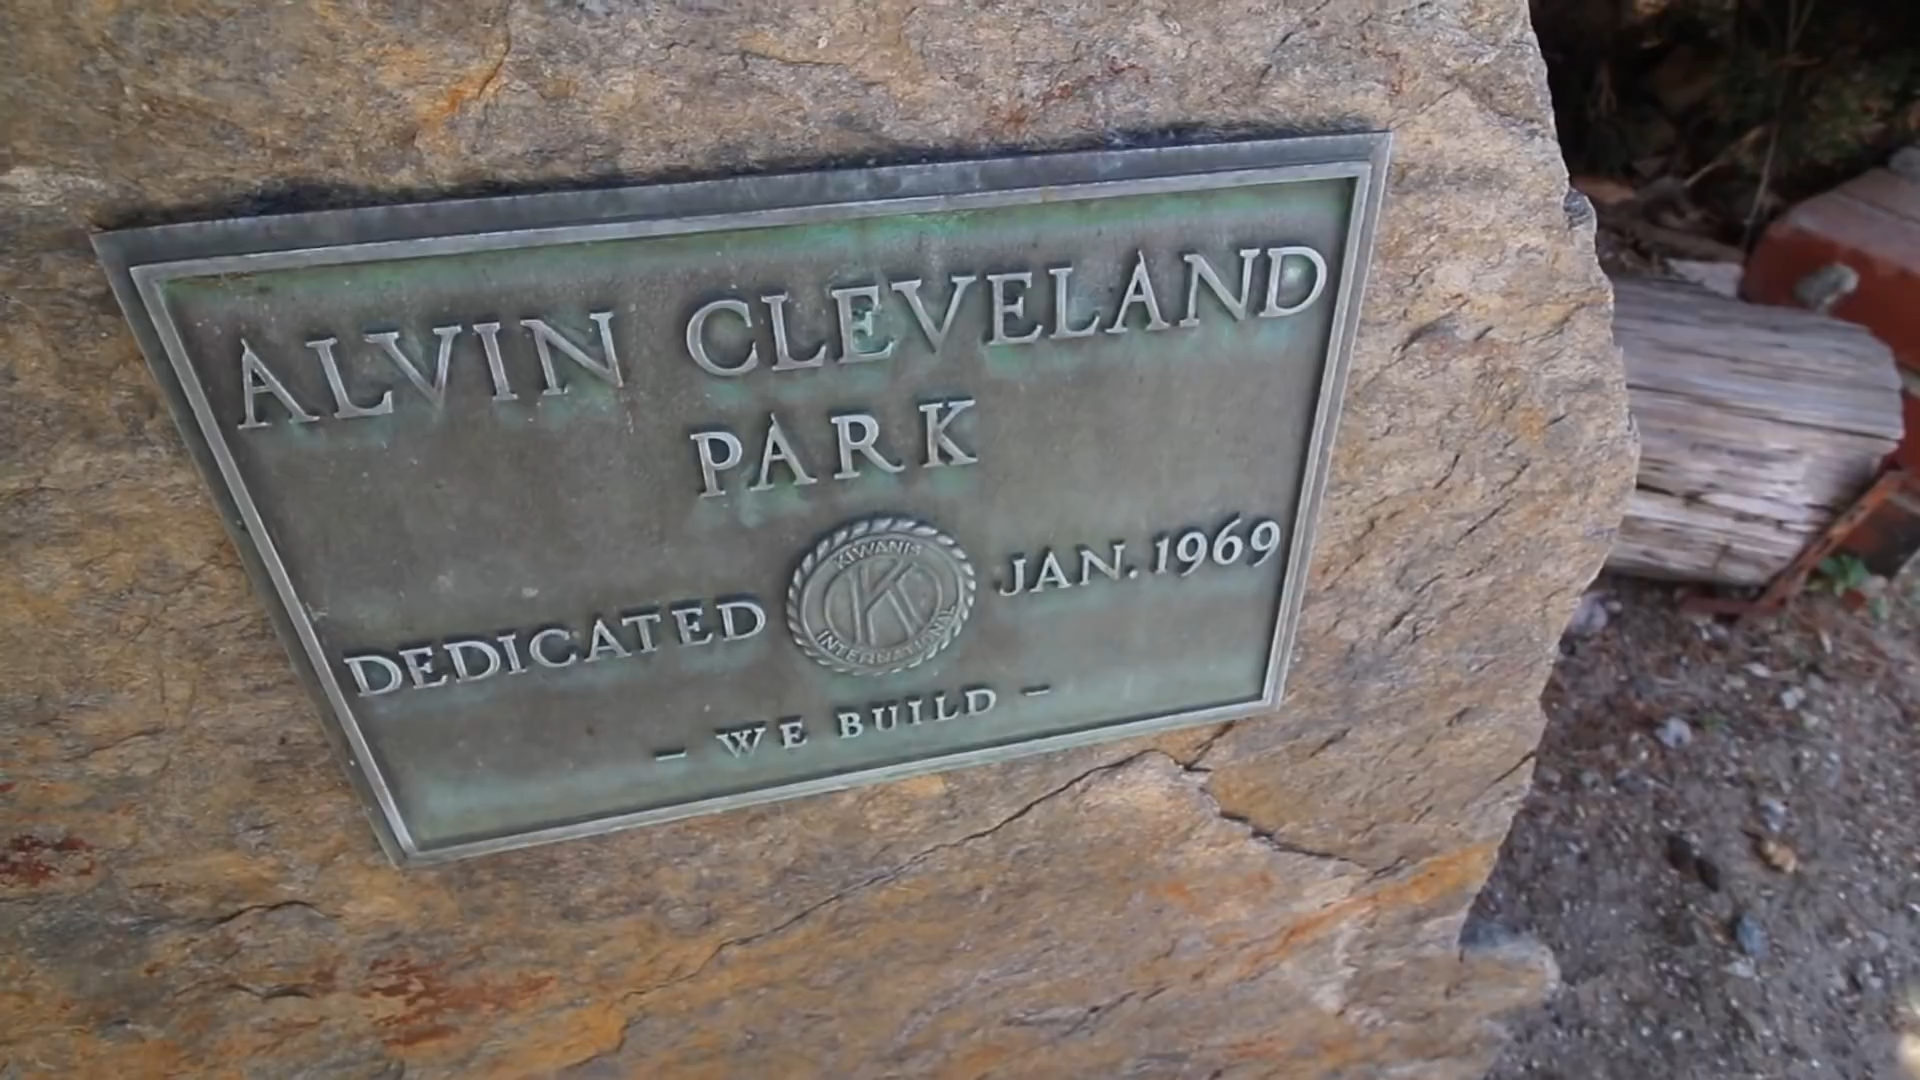 ALVIN CLEVELAND
PARK
DEDICATED JAN. 1969
KIWANIS
K
INTERNATIONAL
- WE BUILD -